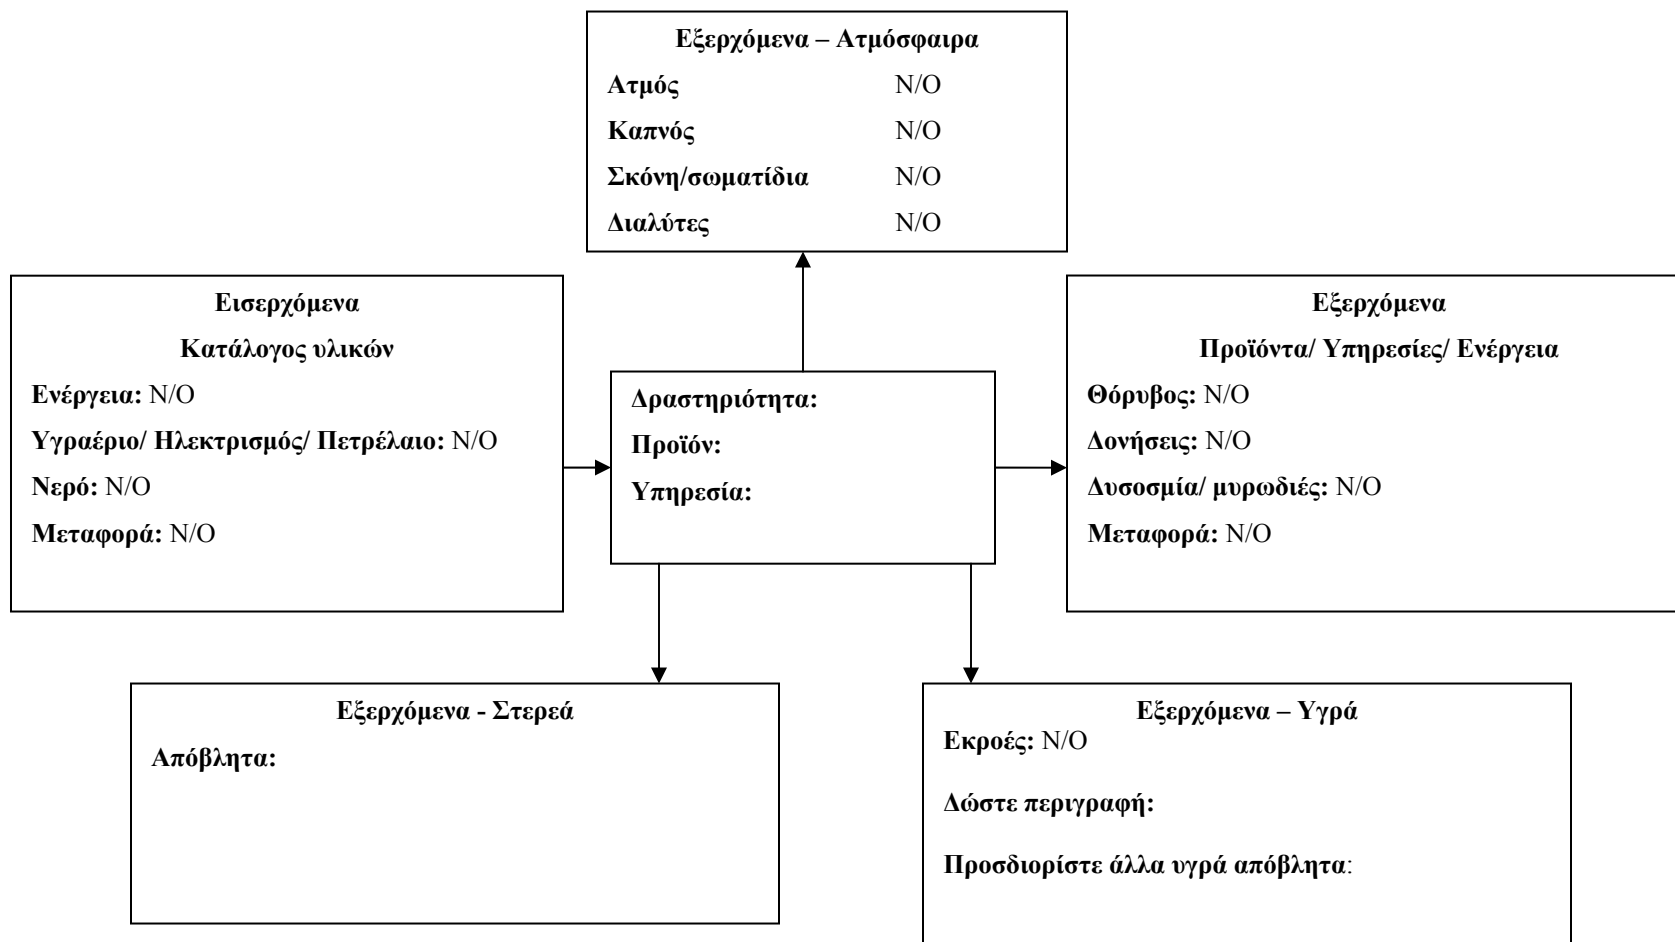 Εξερχόμενα – Ατμόσφαιρα
Ατμός N/O
Καπνός N/O
Σκόνη/σωματίδια N/O
Διαλύτες N/O
Εισερχόμενα
Κατάλογος υλικών
Ενέργεια: N/O
Υγραέριο/ Ηλεκτρισμός/ Πετρέλαιο: N/O
Νερό: N/O
Μεταφορά: N/O
Δραστηριότητα:
Προϊόν:
Υπηρεσία:
Εξερχόμενα
Προϊόντα/ Υπηρεσίες/ Ενέργεια
Θόρυβος: N/O
Δονήσεις: N/O
Δυσοσμία/ μυρωδιές: N/O
Μεταφορά: N/O
Εξερχόμενα - Στερεά
Απόβλητα:
Εξερχόμενα – Υγρά
Εκροές: N/O
Δώστε περιγραφή:
Προσδιορίστε άλλα υγρά απόβλητα: